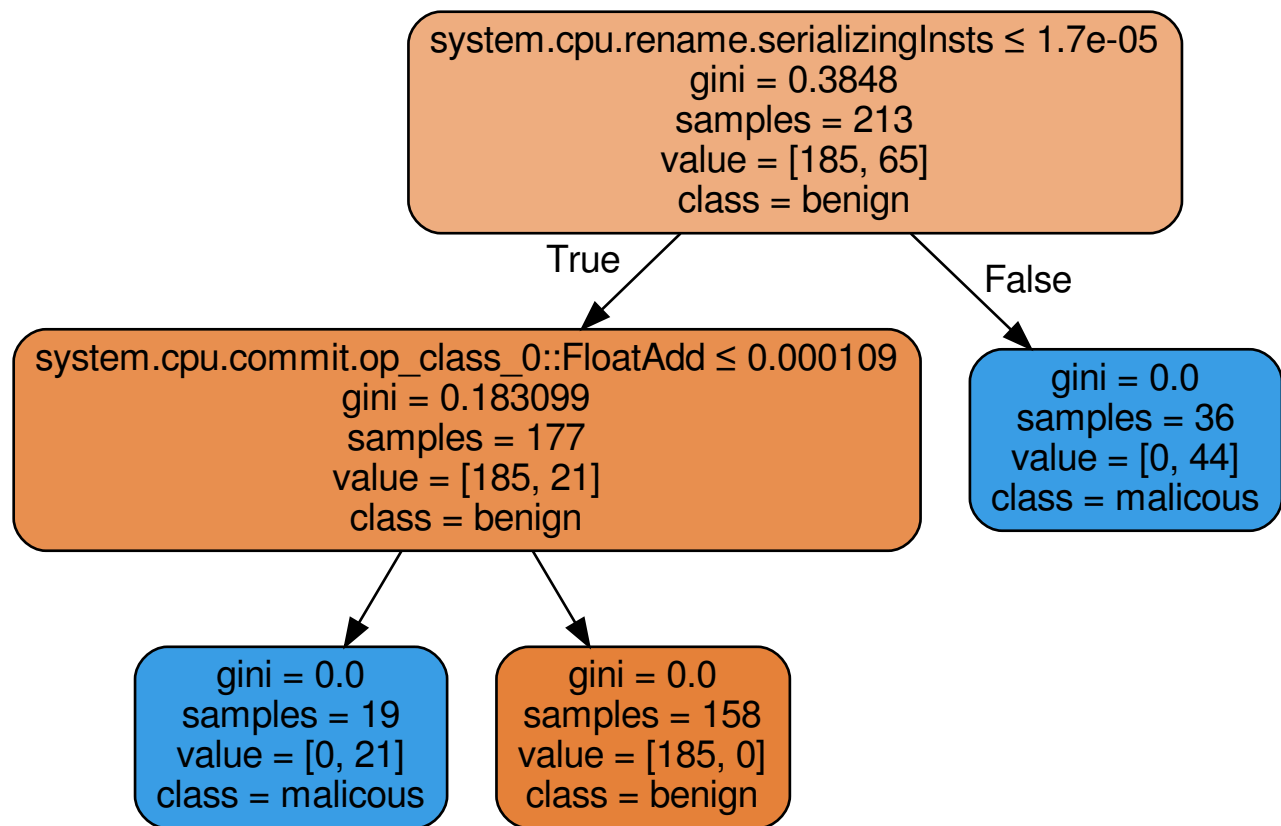 system.cpu.rename.serializingInsts ≤ 1.7e-05
gini = 0.3848
samples = 213
value = [185, 65]
class = benign
True
False
system.cpu.commit.op_class_0::FloatAdd ≤ 0.000109
gini = 0.183099
samples = 177
value = [185, 21]
class = benign
gini = 0.0
samples = 36
value = [0, 44]
class = malicous
gini = 0.0
samples = 19
value = [0, 21]
class = malicous
gini = 0.0
samples = 158
value = [185, 0]
class = benign